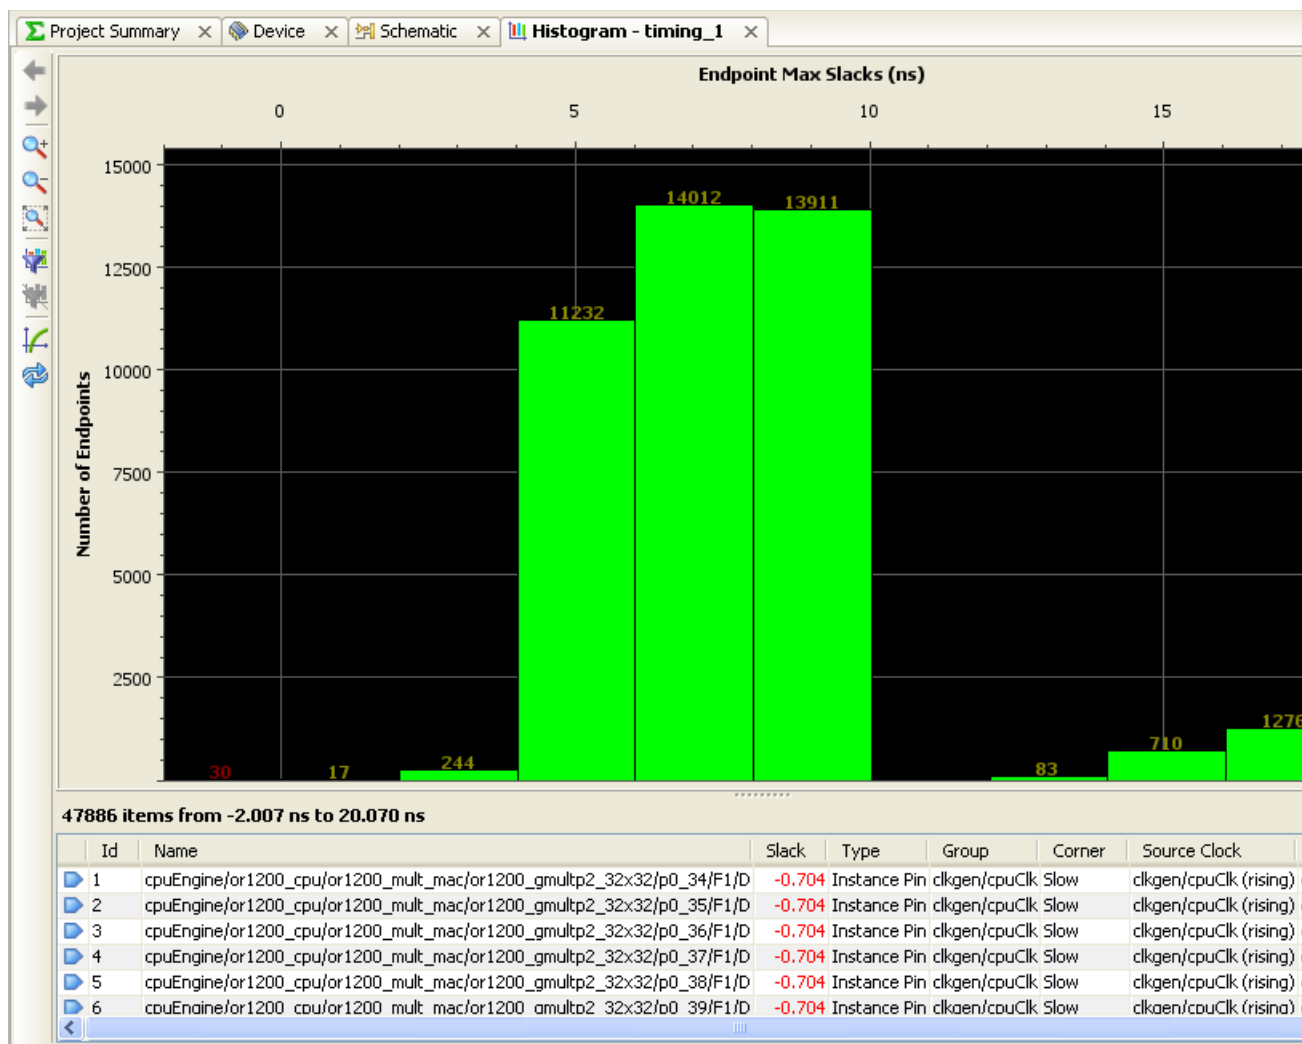 Project Summary Device Schematic Histogram - timing_1
Endpoint Max Slacks (ns)
0 5 10 15
Number of Endpoints
15000
12500
10000
7500
5000
2500
30 17 244 11232 14012 13911 83 710 1276
47886 items from -2.007 ns to 20.070 ns
Id Name Slack Type Group Corner Source Clock
1 cpuEngine/or1200_cpu/or1200_mult_mac/or1200_gmultp2_32x32/p0_34/F1/D -0.704 Instance Pin clkgen/cpuClk Slow clkgen/cpuClk (rising)
2 cpuEngine/or1200_cpu/or1200_mult_mac/or1200_gmultp2_32x32/p0_35/F1/D -0.704 Instance Pin clkgen/cpuClk Slow clkgen/cpuClk (rising)
3 cpuEngine/or1200_cpu/or1200_mult_mac/or1200_gmultp2_32x32/p0_36/F1/D -0.704 Instance Pin clkgen/cpuClk Slow clkgen/cpuClk (rising)
4 cpuEngine/or1200_cpu/or1200_mult_mac/or1200_gmultp2_32x32/p0_37/F1/D -0.704 Instance Pin clkgen/cpuClk Slow clkgen/cpuClk (rising)
5 cpuEngine/or1200_cpu/or1200_mult_mac/or1200_gmultp2_32x32/p0_38/F1/D -0.704 Instance Pin clkgen/cpuClk Slow clkgen/cpuClk (rising)
6 cpuEngine/or1200_cpu/or1200_mult_mac/or1200_gmultp2_32x32/p0_39/F1/D -0.704 Instance Pin clkgen/cpuClk Slow clkgen/cpuClk (rising)